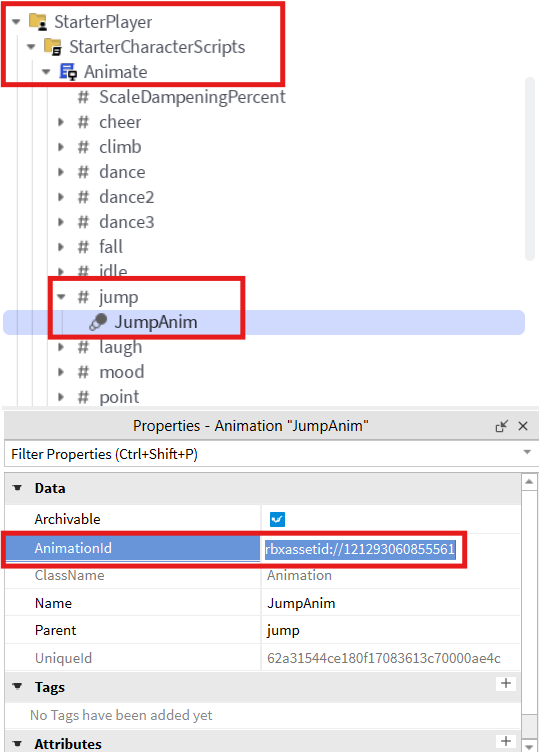 StarterPlayer
StarterCharacterScripts
Animate
# ScaleDampeningPercent
# cheer
# climb
# dance
# dance2
# dance3
# fall
# idle
# jump
JumpAnim
# laugh
# mood
# point
Properties - Animation "JumpAnim"
Filter Properties (Ctrl+Shift+P)
Data
Archivable
AnimationId rbxassetid://121293060855561
ClassName Animation
Name JumpAnim
Parent jump
UniqueId 62a31544ce180f17083613c70000ae4c
Tags +
No Tags have been added yet
Attributes +